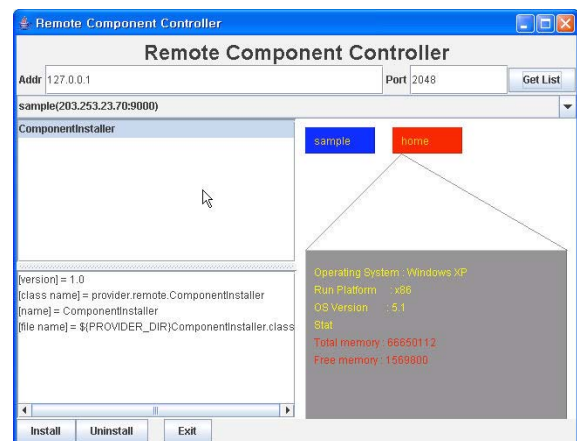 Remote Component Controller
Remote Component Controller
Addr 127.0.0.1 Port 2048 Get List
sample(203.253.23.70:9000)
ComponentInstaller
sample home
[version] = 1.0
[class name] = provider.remote.ComponentInstaller
[name] = ComponentInstaller
[file name] = ${PROVIDER_DIR}ComponentInstaller.class
Operating System : Windows XP
Run Platform : x86
OS Version : 5.1
Stat
Total memory : 66650112
Free memory : 1569800
Install Uninstall Exit